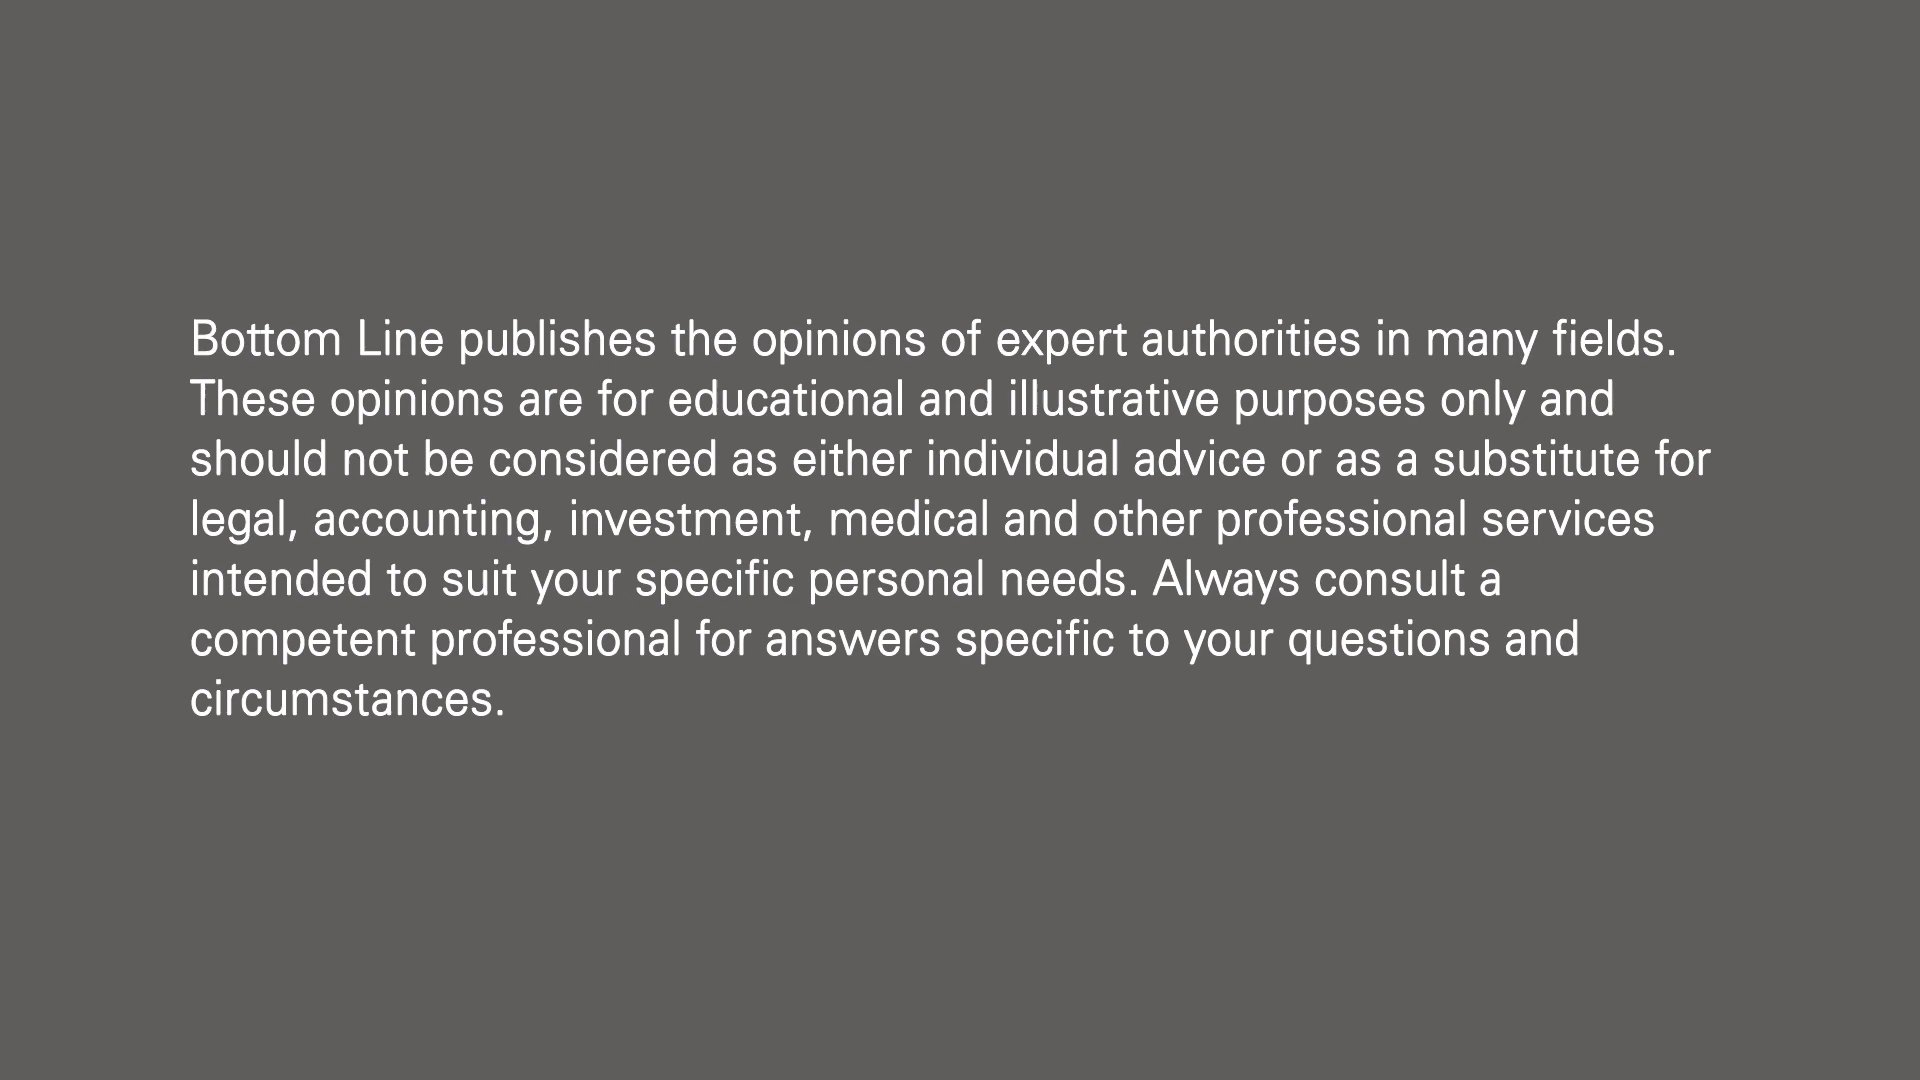 Bottom Line publishes the opinions of expert authorities in many fields.
These opinions are for educational and illustrative purposes only and
should not be considered as either individual advice or as a substitute for
legal, accounting, investment, medical and other professional services
intended to suit your specific personal needs. Always consult a
competent professional for answers specific to your questions and
circumstances.